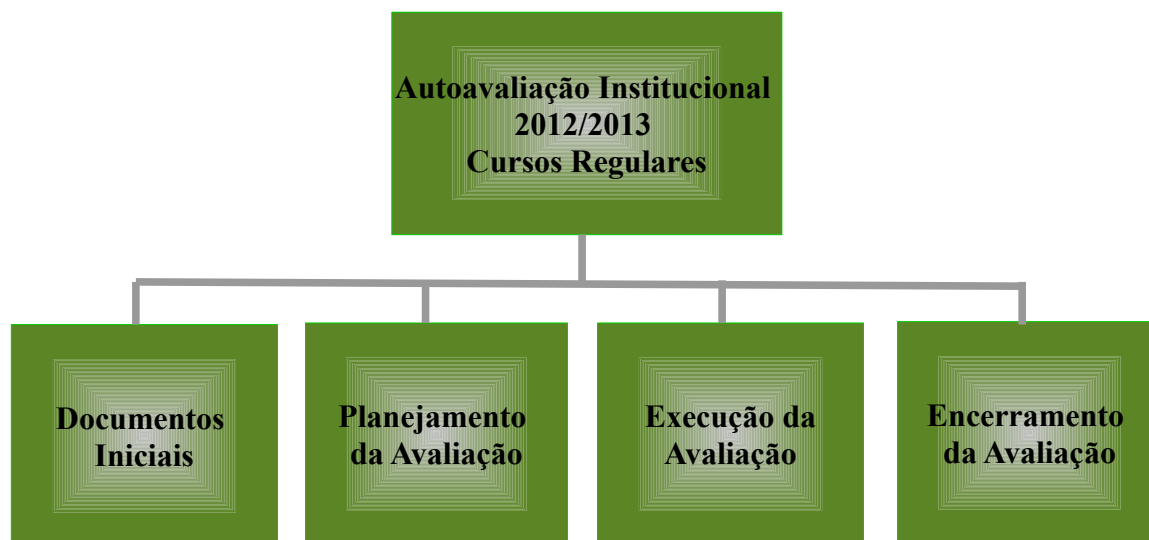 Autoavaliação Institucional
2012/2013
Cursos Regulares
Documentos
Iniciais
Planejamento
da Avaliação
Execução da
Avaliação
Encerramento
da Avaliação